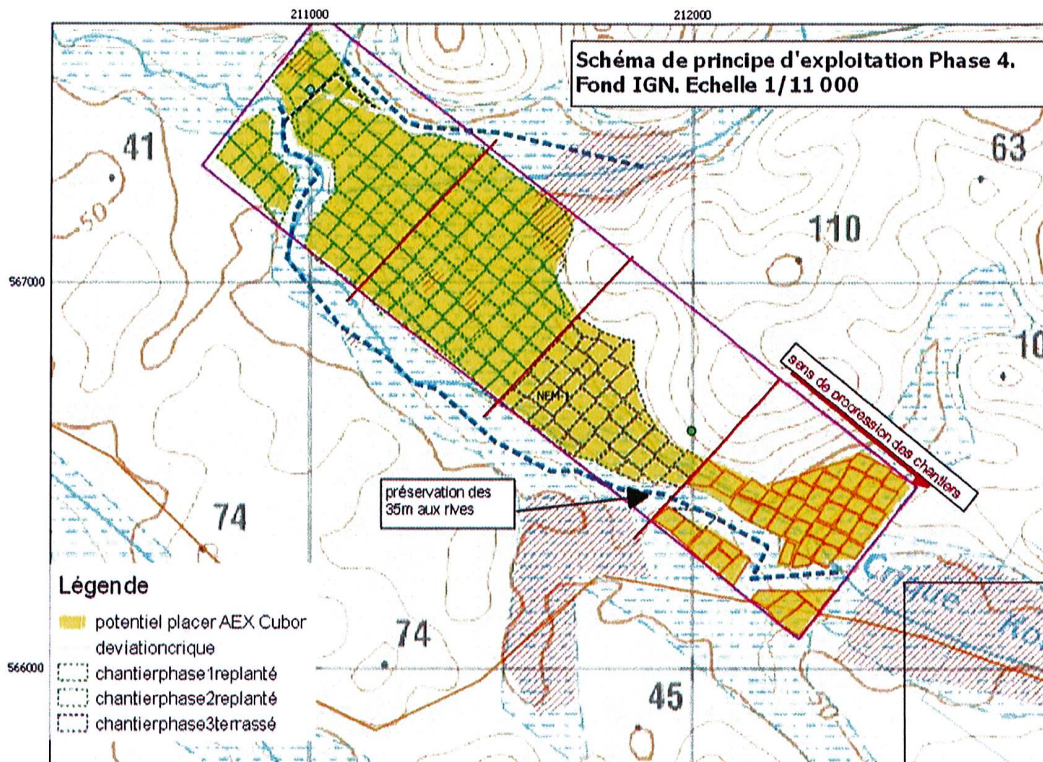 211000
212000
Schéma de principe d'exploitation Phase 4.
Fond IGN. Echelle 1/11 000
41
63
50
110
567000
10
sens de progression des chantiers
NEM-1
préservation des
35m aux rives
74
Crique
Légende
potentiel placer AEX Cubor
deviationcrique
chantierphase1replanté
chantierphase2replanté
chantierphase3terrassé
74
566000
45
50